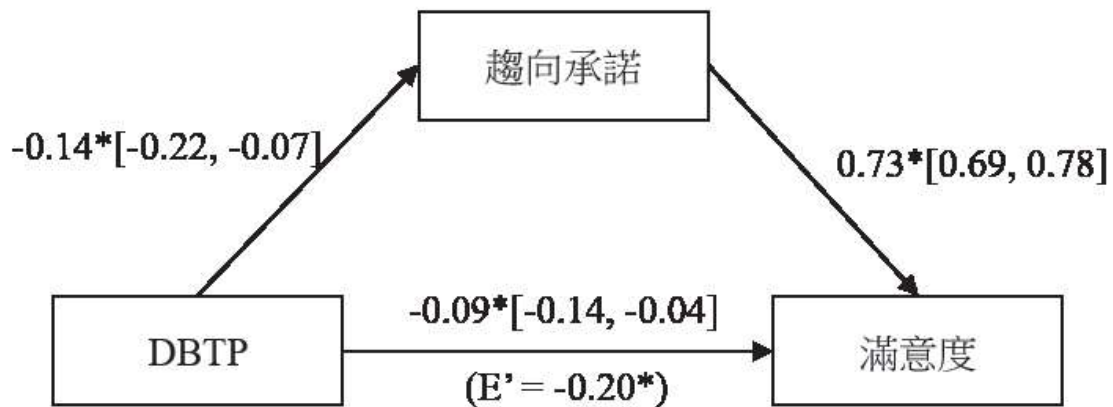 趨向承諾
-0.14*[-0.22, -0.07]
0.73*[0.69, 0.78]
-0.09*[-0.14, -0.04]
DBTP
滿意度
(E’ = -0.20*)